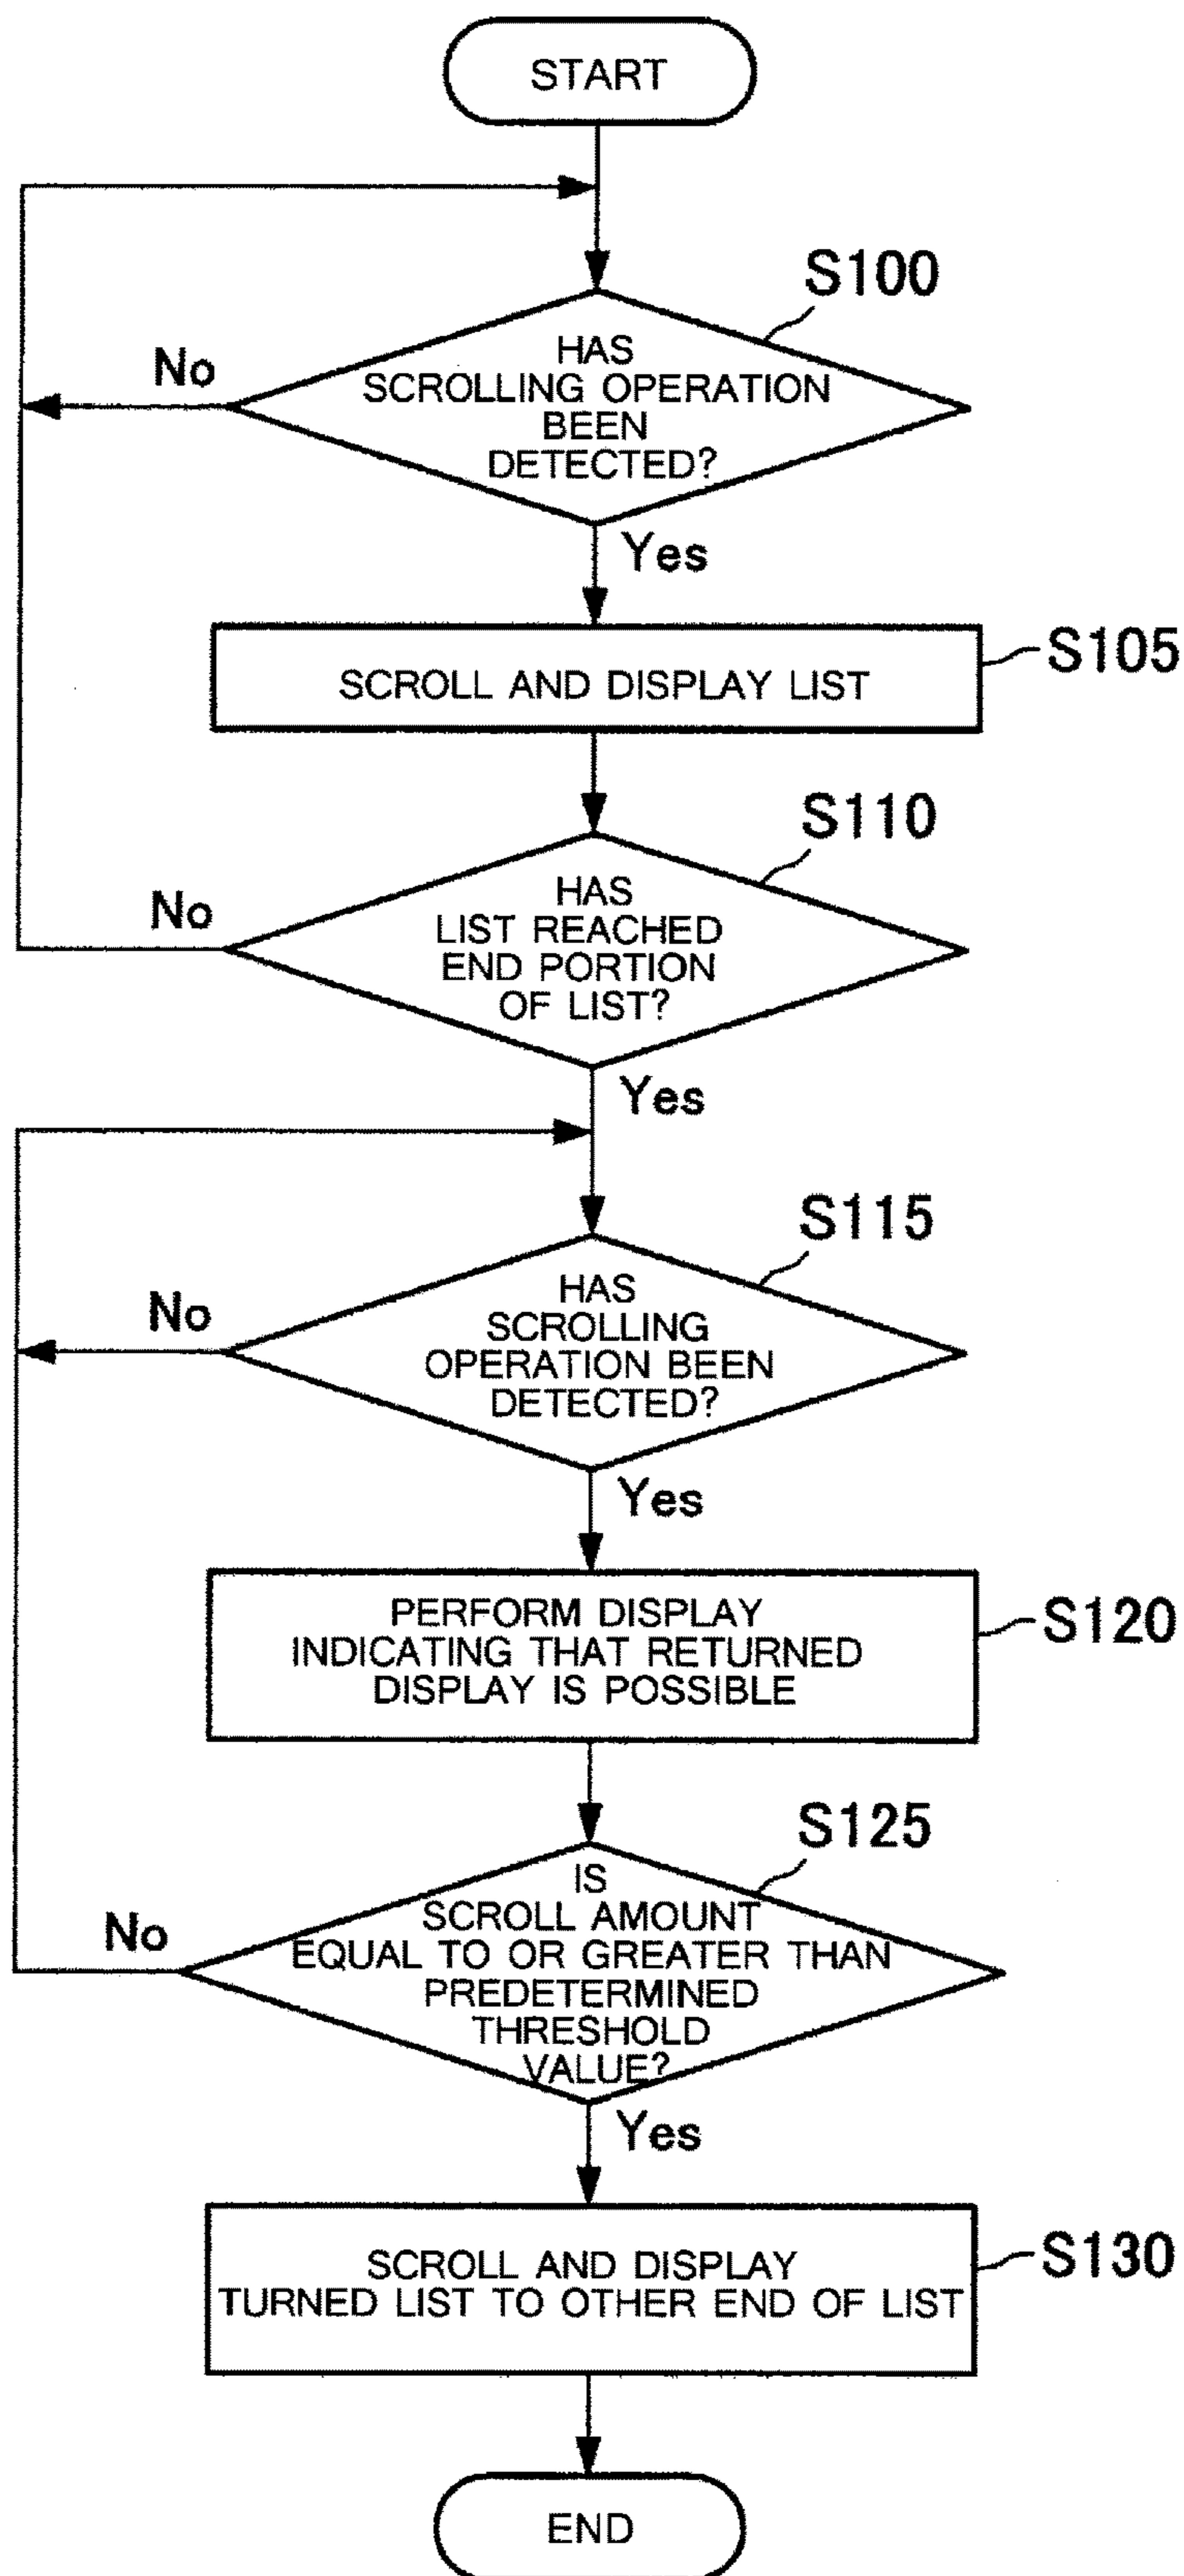 START
S100
HAS
SCROLLING OPERATION
BEEN
DETECTED?
No
Yes
SCROLL AND DISPLAY LIST
S105
S110
HAS
LIST REACHED
END PORTION
OF LIST?
No
Yes
S115
HAS
SCROLLING
OPERATION BEEN
DETECTED?
No
Yes
PERFORM DISPLAY
INDICATING THAT RETURNED
DISPLAY IS POSSIBLE
S120
S125
IS
SCROLL AMOUNT
EQUAL TO OR GREATER THAN
PREDETERMINED
THRESHOLD
VALUE?
No
Yes
SCROLL AND DISPLAY
TURNED LIST TO OTHER END OF LIST
S130
END